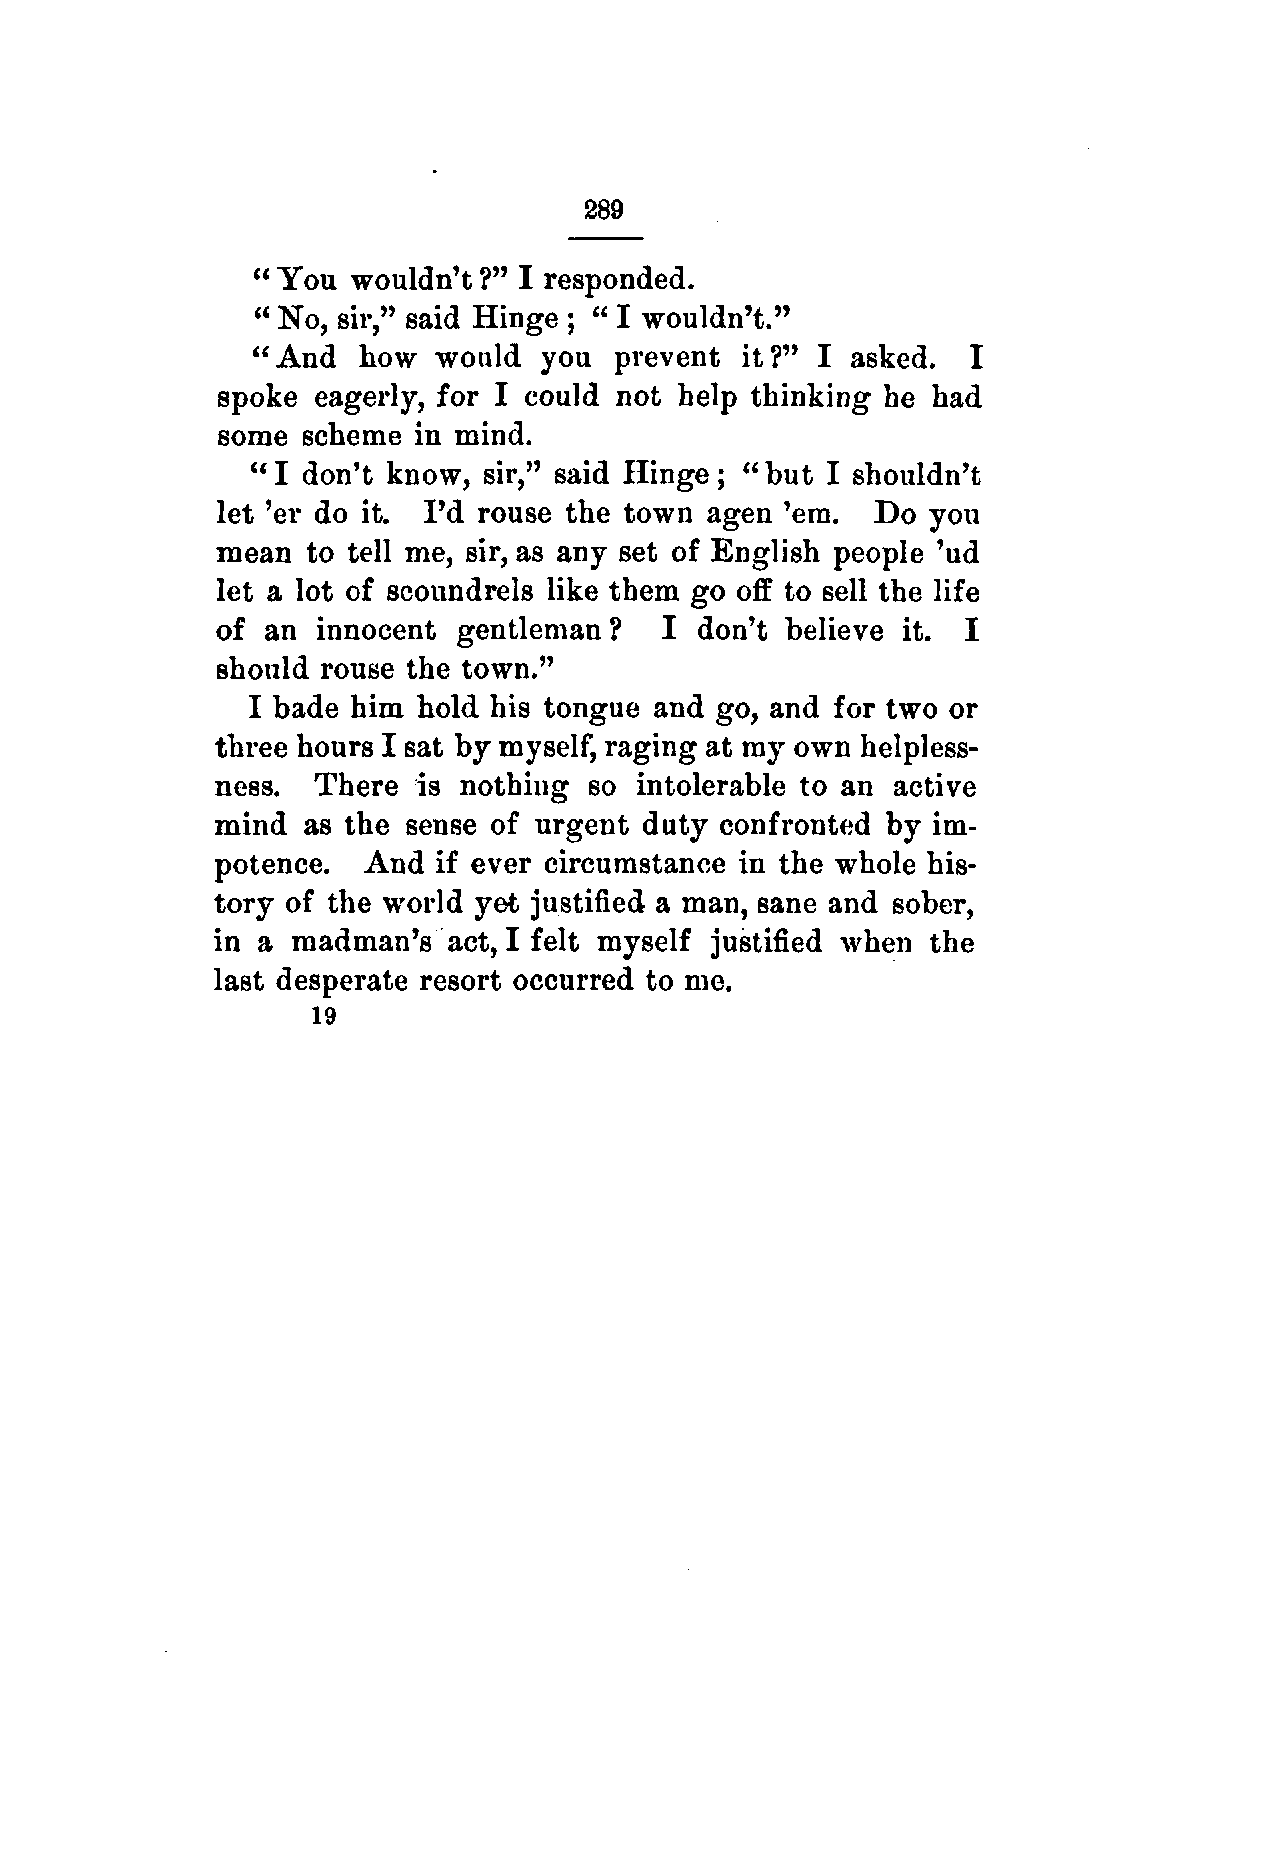 289
“You wouldn’t?” I responded.
“No, sir,” said Hinge; “I wouldn’t.”
“And how would you prevent it?” I asked. I
spoke eagerly, for I could not help thinking he had
some scheme in mind.
“I don’t know, sir,” said Hinge; “but I shouldn’t
let ’er do it. I’d rouse the town agen ’em. Do you
mean to tell me, sir, as any set of English people ’ud
let a lot of scoundrels like them go off to sell the life
of an innocent gentleman? I don’t believe it. I
should rouse the town.”
I bade him hold his tongue and go, and for two or
three hours I sat by myself, raging at my own helpless-
ness. There is nothing so intolerable to an active
mind as the sense of urgent duty confronted by im-
potence. And if ever circumstance in the whole his-
tory of the world yet justified a man, sane and sober,
in a madman’s act, I felt myself justified when the
last desperate resort occurred to me.
19